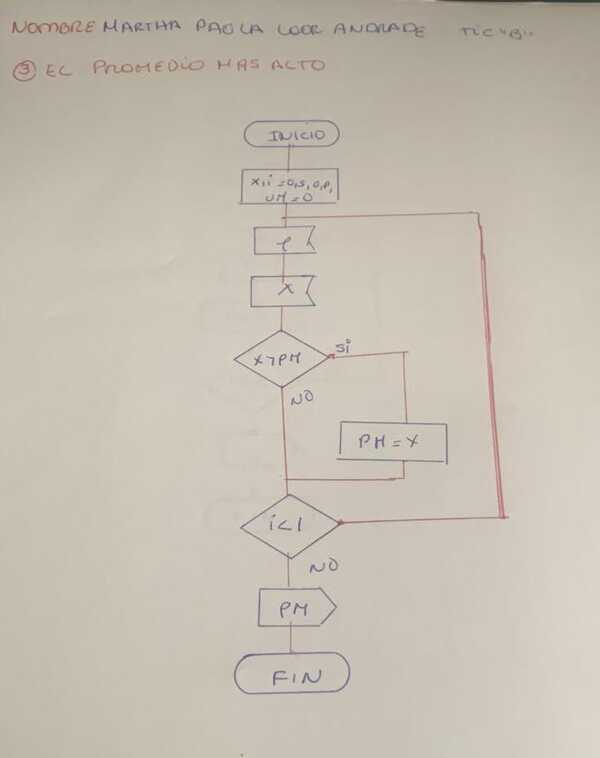 NOMBRE MARTHA PAOLA LOOR ANDRADE TIC "B"
③ EL PROMEDIO MAS ALTO
INICIO
X, i = 0, S, 0, P,
UM = 0
X
X > PM
SI
NO
PM = X
i < 1
NO
PM
FIN